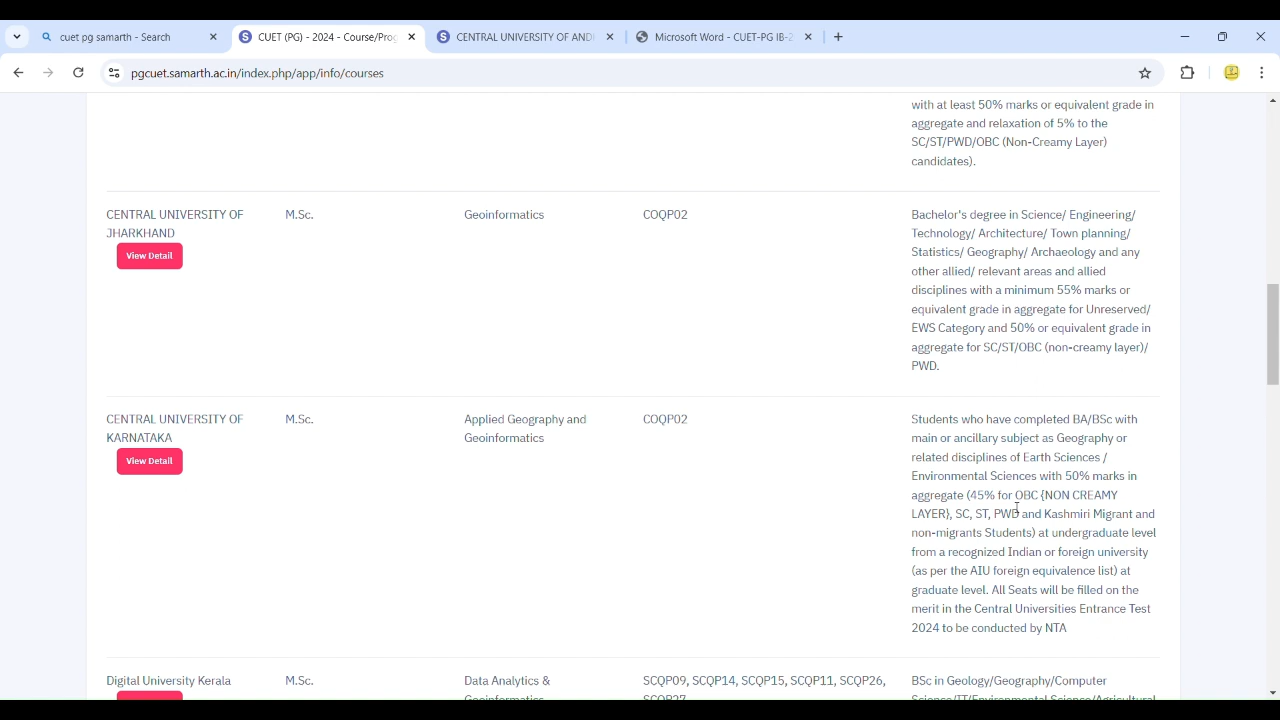 cuet pg samarth - Search
CUET (PG) - 2024 - Course/Prog
CENTRAL UNIVERSITY OF AND
Microsoft Word - CUET-PG IB-2
pgcuet.samarth.ac.in/index.php/app/info/courses
with at least 50% marks or equivalent grade in
aggregate and relaxation of 5% to the
SC/ST/PWD/OBC (Non-Creamy Layer)
candidates).
CENTRAL UNIVERSITY OF
JHARKHAND
View Detail
M.Sc.
Geoinformatics
COQP02
Bachelor's degree in Science/ Engineering/
Technology/ Architecture/ Town planning/
Statistics/ Geography/ Archaeology and any
other allied/ relevant areas and allied
disciplines with a minimum 55% marks or
equivalent grade in aggregate for Unreserved/
EWS Category and 50% or equivalent grade in
aggregate for SC/ST/OBC (non-creamy layer)/
PWD.
CENTRAL UNIVERSITY OF
KARNATAKA
View Detail
M.Sc.
Applied Geography and
Geoinformatics
COQP02
Students who have completed BA/BSc with
main or ancillary subject as Geography or
related disciplines of Earth Sciences /
Environmental Sciences with 50% marks in
aggregate (45% for OBC {NON CREAMY
LAYER}, SC, ST, PWD and Kashmiri Migrant and
non-migrants Students) at undergraduate level
from a recognized Indian or foreign university
(as per the AIU foreign equivalence list) at
graduate level. All Seats will be filled on the
merit in the Central Universities Entrance Test
2024 to be conducted by NTA
Digital University Kerala
M.Sc.
Data Analytics &
Geoinformatics
SCQP09, SCQP14, SCQP15, SCQP11, SCQP26,
SCQP27
BSc in Geology/Geography/Computer
Science/IT/Environmental Science/Agricultural